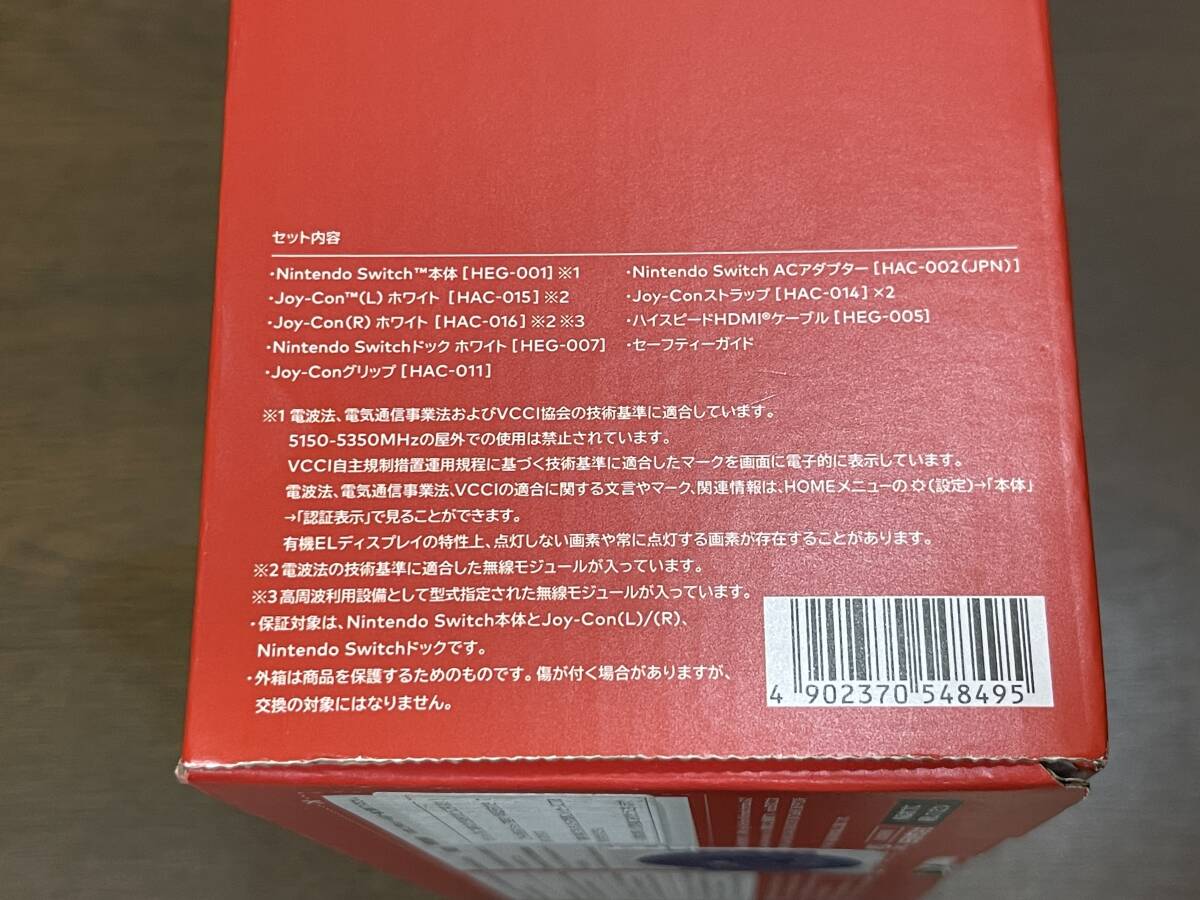 セット内容
・Nintendo Switch™本体 [HEG-001] ※1
・Joy-Con™(L) ホワイト [HAC-015] ※2
・Joy-Con(R) ホワイト [HAC-016] ※2 ※3
・Nintendo Switchドック ホワイト [HEG-007]
・Joy-Conグリップ [HAC-011]
・Nintendo Switch ACアダプター [HAC-002(JPN)]
・Joy-Conストラップ [HAC-014] ×2
・ハイスピードHDMI®ケーブル [HEG-005]
・セーフティーガイド
※1 電波法、電気通信事業法およびVCCI協会の技術基準に適合しています。
5150-5350MHzの屋外での使用は禁止されています。
VCCI自主規制措置運用規程に基づく技術基準に適合したマークを画面に電子的に表示しています。
電波法、電気通信事業法、VCCIの適合に関する文言やマーク、関連情報は、HOMEメニューの(設定)→「本体」
→「認証表示」で見ることができます。
有機ELディスプレイの特性上、点灯しない画素や常に点灯する画素が存在することがあります。
※2 電波法の技術基準に適合した無線モジュールが入っています。
※3 高周波利用設備として型式指定された無線モジュールが入っています。
・保証対象は、Nintendo Switch本体とJoy-Con(L)/(R)、
Nintendo Switchドックです。
・外箱は商品を保護するためのものです。傷が付く場合がありますが、
交換の対象にはなりません。
4 902370 548495